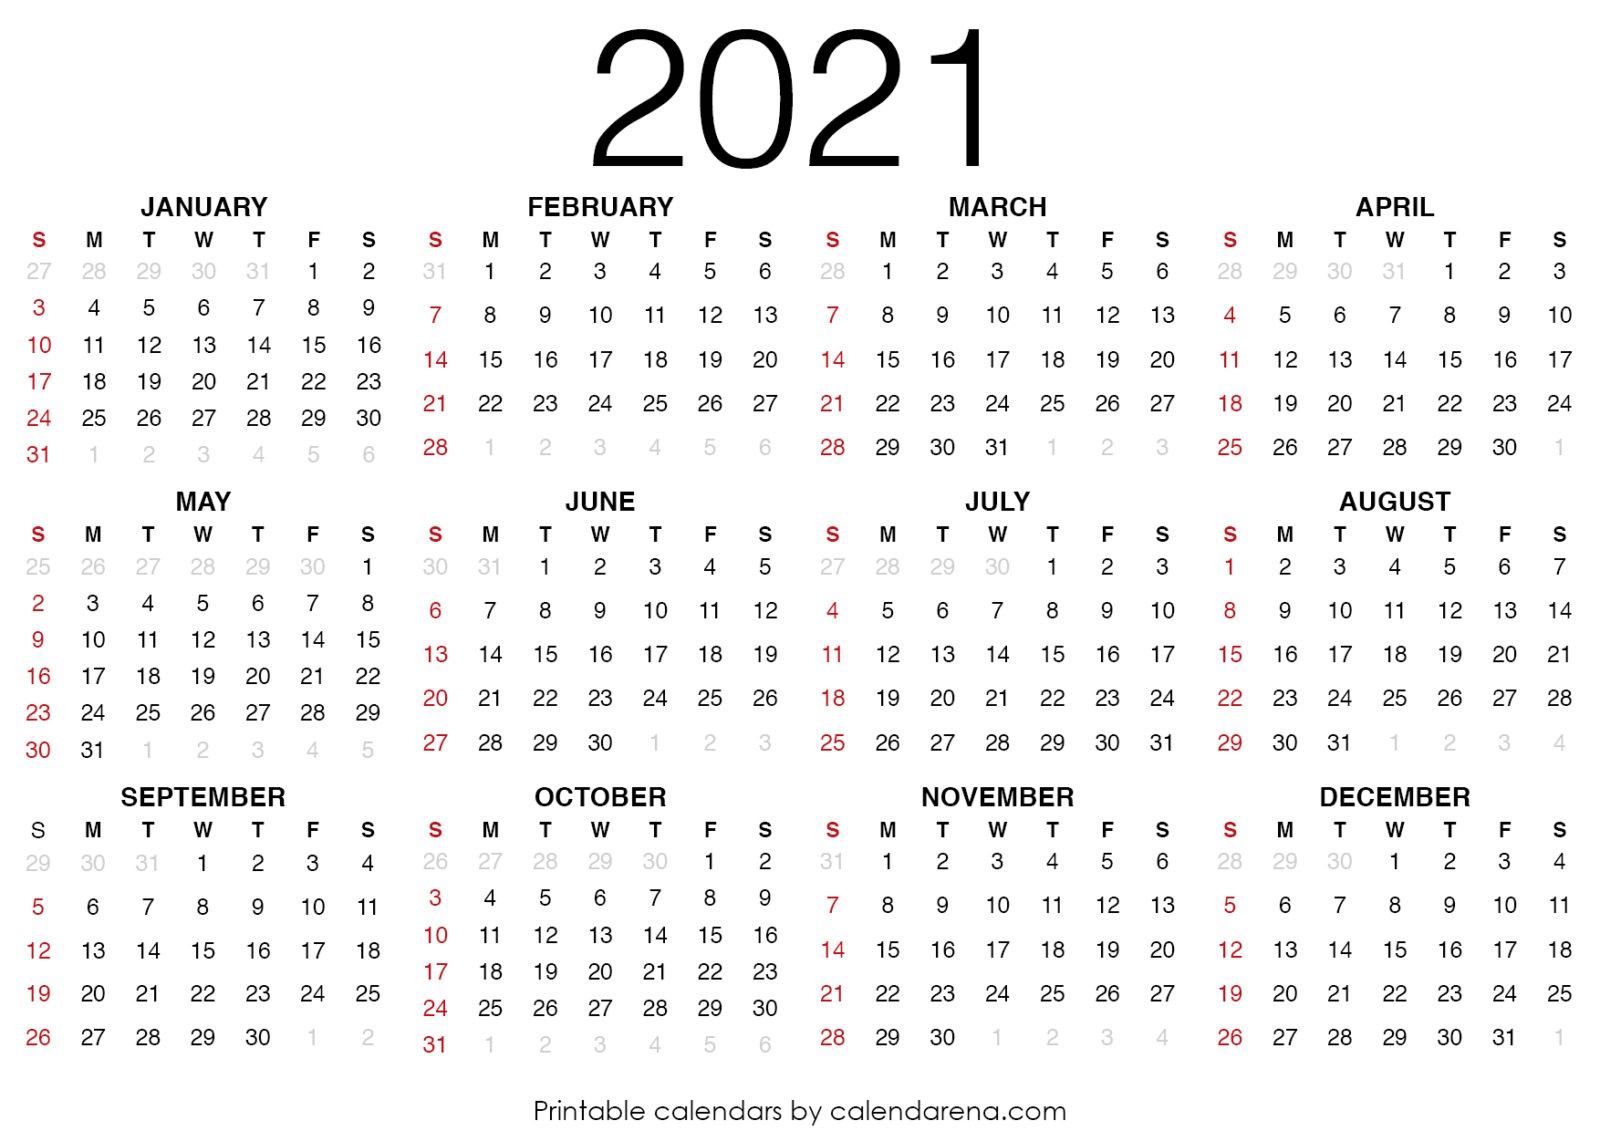 2021
JANUARY
S M T W T F S
27 28 29 30 31 1 2
3 4 5 6 7 8 9
10 11 12 13 14 15 16
17 18 19 20 21 22 23
24 25 26 27 28 29 30
31 1 2 3 4 5 6
FEBRUARY
S M T W T F S
31 1 2 3 4 5 6
7 8 9 10 11 12 13
14 15 16 17 18 19 20
21 22 23 24 25 26 27
28 1 2 3 4 5 6
MARCH
S M T W T F S
28 1 2 3 4 5 6
7 8 9 10 11 12 13
14 15 16 17 18 19 20
21 22 23 24 25 26 27
28 29 30 31 1 2 3
APRIL
S M T W T F S
28 29 30 31 1 2 3
4 5 6 7 8 9 10
11 12 13 14 15 16 17
18 19 20 21 22 23 24
25 26 27 28 29 30 1
MAY
S M T W T F S
25 26 27 28 29 30 1
2 3 4 5 6 7 8
9 10 11 12 13 14 15
16 17 18 19 20 21 22
23 24 25 26 27 28 29
30 31 1 2 3 4 5
JUNE
S M T W T F S
30 31 1 2 3 4 5
6 7 8 9 10 11 12
13 14 15 16 17 18 19
20 21 22 23 24 25 26
27 28 29 30 1 2 3
JULY
S M T W T F S
27 28 29 30 1 2 3
4 5 6 7 8 9 10
11 12 13 14 15 16 17
18 19 20 21 22 23 24
25 26 27 28 29 30 31
AUGUST
S M T W T F S
1 2 3 4 5 6 7
8 9 10 11 12 13 14
15 16 17 18 19 20 21
22 23 24 25 26 27 28
29 30 31 1 2 3 4
SEPTEMBER
S M T W T F S
29 30 31 1 2 3 4
5 6 7 8 9 10 11
12 13 14 15 16 17 18
19 20 21 22 23 24 25
26 27 28 29 30 1 2
OCTOBER
S M T W T F S
26 27 28 29 30 1 2
3 4 5 6 7 8 9
10 11 12 13 14 15 16
17 18 19 20 21 22 23
24 25 26 27 28 29 30
31 1 2 3 4 5 6
NOVEMBER
S M T W T F S
31 1 2 3 4 5 6
7 8 9 10 11 12 13
14 15 16 17 18 19 20
21 22 23 24 25 26 27
28 29 30 1 2 3 4
DECEMBER
S M T W T F S
28 29 30 1 2 3 4
5 6 7 8 9 10 11
12 13 14 15 16 17 18
19 20 21 22 23 24 25
26 27 28 29 30 31 1
Printable calendars by calendarena.com